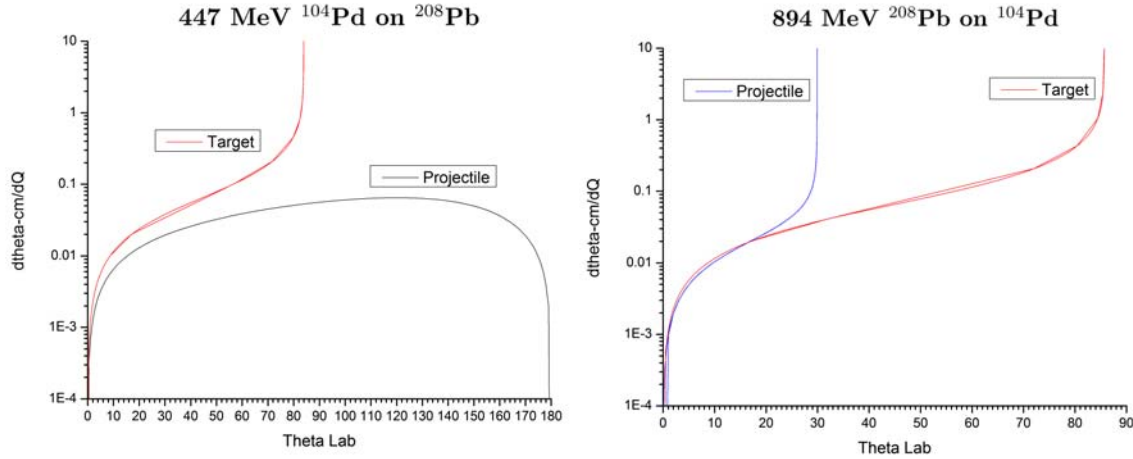 447 MeV ¹⁰⁴Pd on ²⁰⁸Pb
10
1
0.1
0.01
1E-3
1E-4
dtheta-cm/dQ
Target
Projectile
0 10 20 30 40 50 60 70 80 90 100 110 120 130 140 150 160 170 180
Theta Lab
894 MeV ²⁰⁸Pb on ¹⁰⁴Pd
10
1
0.1
0.01
1E-3
1E-4
dtheta-cm/dQ
Projectile
Target
0 10 20 30 40 50 60 70 80 90
Theta Lab